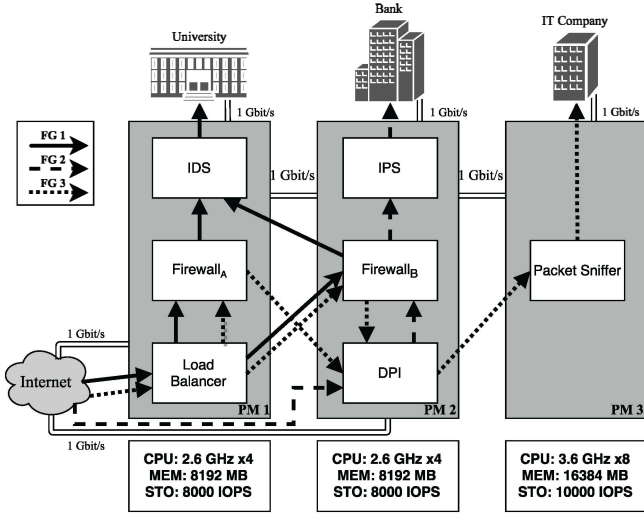 University
Bank
IT Company
1 Gbit/s
1 Gbit/s
1 Gbit/s
FG 1
FG 2
FG 3
IDS
1 Gbit/s
IPS
1 Gbit/s
Firewall_A
Firewall_B
Packet Sniffer
1 Gbit/s
Internet
Load
Balancer
DPI
PM 1
PM 2
PM 3
1 Gbit/s
CPU: 2.6 GHz x4
MEM: 8192 MB
STO: 8000 IOPS
CPU: 2.6 GHz x4
MEM: 8192 MB
STO: 8000 IOPS
CPU: 3.6 GHz x8
MEM: 16384 MB
STO: 10000 IOPS